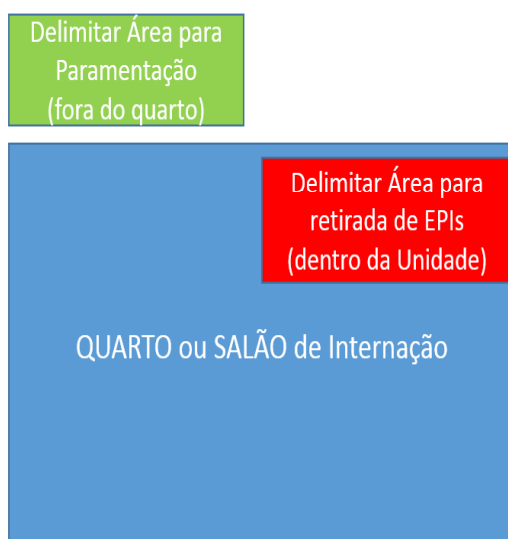 Delimitar Área para
Paramentação
(fora do quarto)
Delimitar Área para
retirada de EPIs
(dentro da Unidade)
QUARTO ou SALÃO de Internação